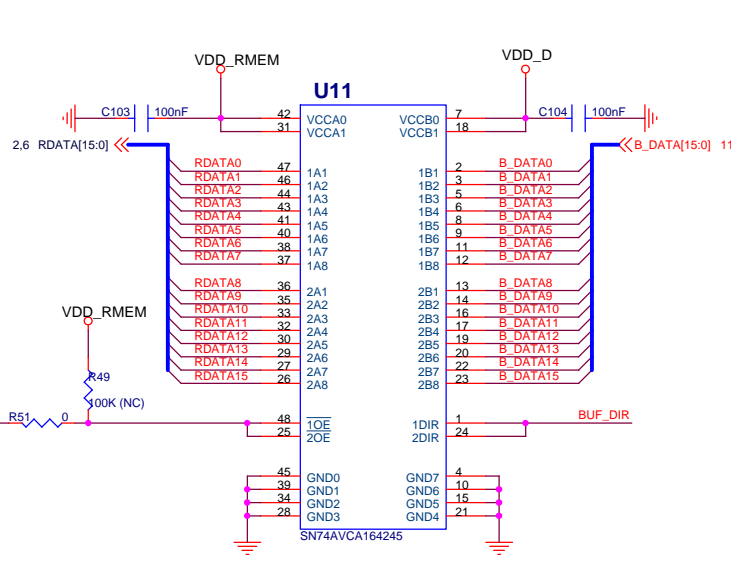 VDD_RMEM VDD_D
U11
C103 100nF 42 VCCA0 VCCB0 7 C104 100nF
31 VCCA1 VCCB1 18
2,6 RDATA[15:0] B_DATA[15:0] 11
RDATA0 47 1A1 1B1 2 B_DATA0
RDATA1 46 1A2 1B2 3 B_DATA1
RDATA2 44 1A3 1B3 5 B_DATA2
RDATA3 43 1A4 1B4 6 B_DATA3
RDATA4 41 1A5 1B5 8 B_DATA4
RDATA5 40 1A6 1B6 9 B_DATA5
RDATA6 38 1A7 1B7 11 B_DATA6
RDATA7 37 1A8 1B8 12 B_DATA7
RDATA8 36 2A1 2B1 13 B_DATA8
RDATA9 35 2A2 2B2 14 B_DATA9
RDATA10 33 2A3 2B3 16 B_DATA10
RDATA11 32 2A4 2B4 17 B_DATA11
RDATA12 30 2A5 2B5 19 B_DATA12
RDATA13 29 2A6 2B6 20 B_DATA13
RDATA14 27 2A7 2B7 22 B_DATA14
RDATA15 26 2A8 2B8 23 B_DATA15
VDD_RMEM
R49
100K (NC)
R51 0 48 1OE 1DIR 1 BUF_DIR
25 2OE 2DIR 24
45 GND0 GND7 4
39 GND1 GND6 10
34 GND2 GND5 15
28 GND3 GND4 21
SN74AVCA164245